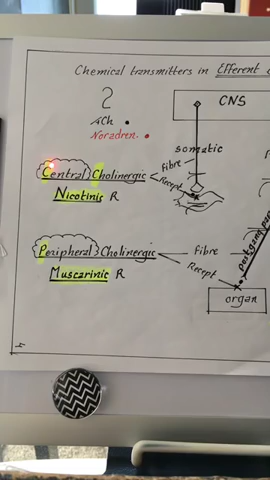 Chemical transmitters in Efferent
2
ACh
Noradren.
CNS
somatic
Central Cholinergic
Fibre
Recept
Nicotinic R
Peripheral Cholinergic
Fibre
Recept
Muscarinic R
postgang
organ